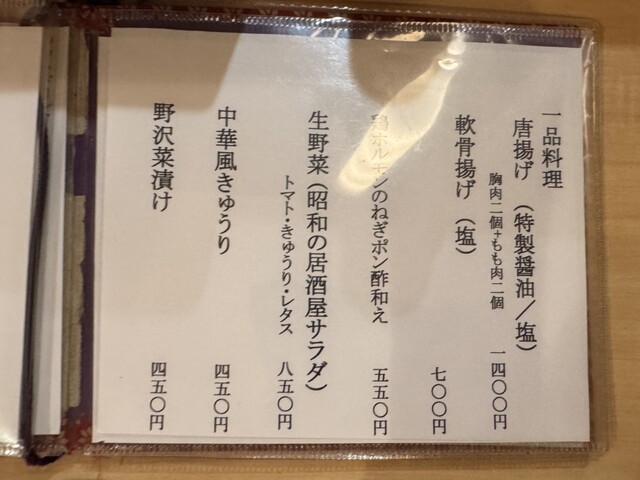 一品料理
唐揚げ（特製醤油／塩）
胸肉二個+もも肉二個
一四〇〇円
軟骨揚げ（塩）
七〇〇円
ホルモンのねぎポン酢和え
五五〇円
生野菜（昭和の居酒屋サラダ）
トマト・きゅうり・レタス
八五〇円
中華風きゅうり
四五〇円
野沢菜漬け
四五〇円